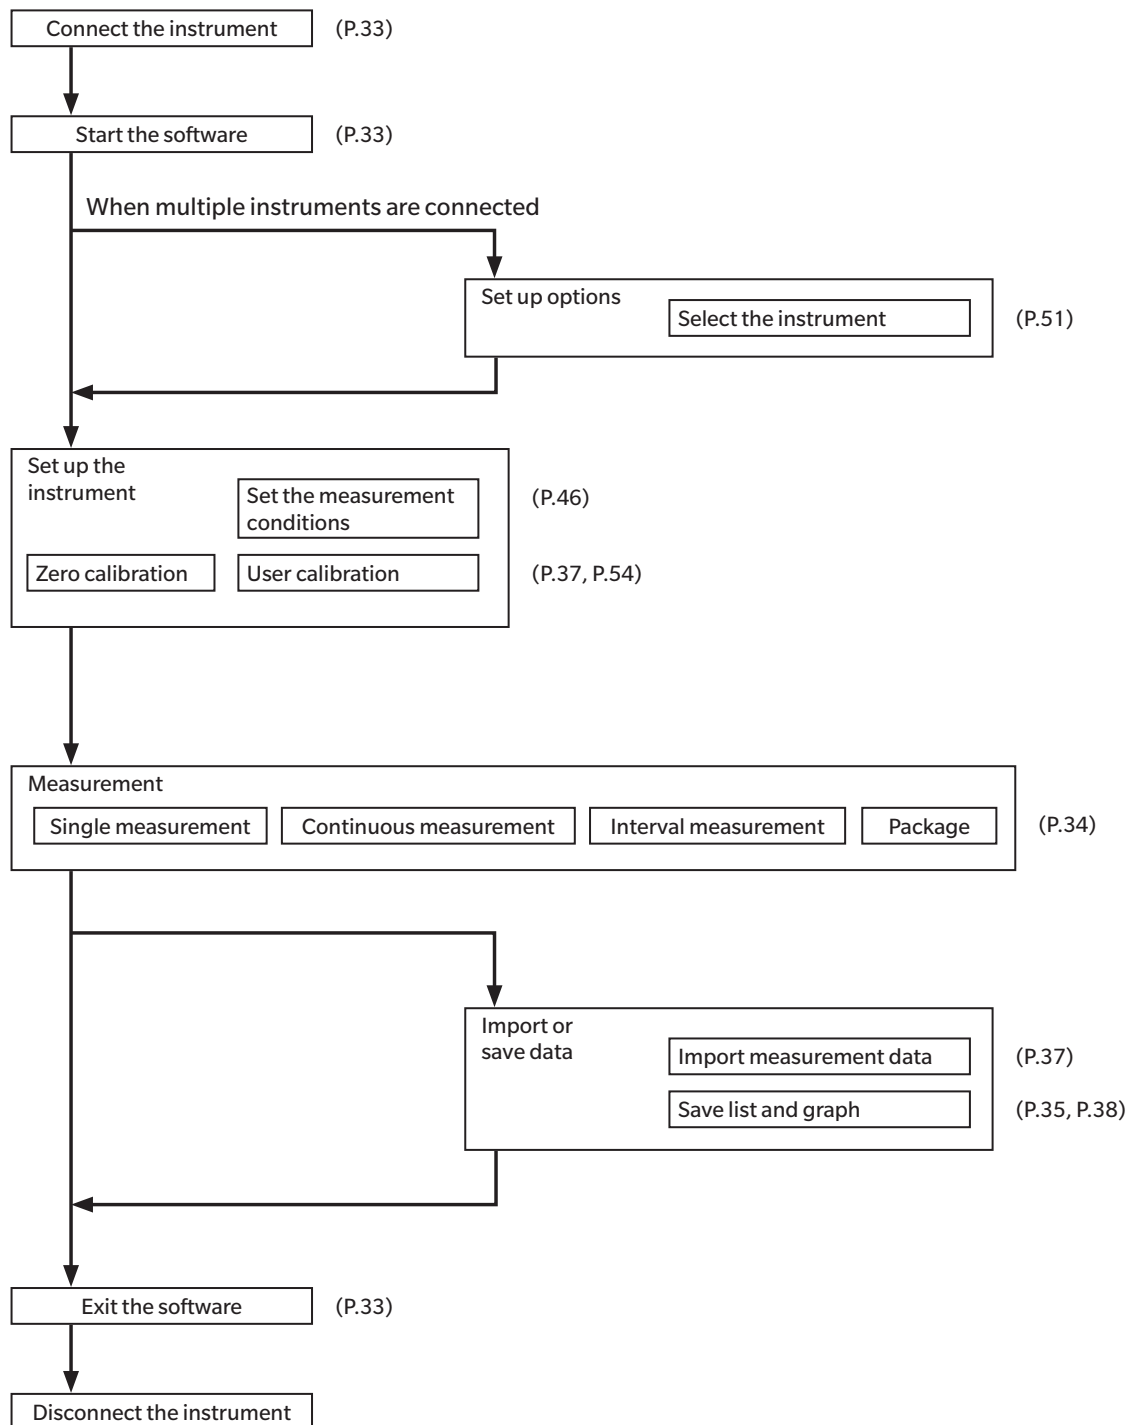 Connect the instrument (P.33)
Start the software (P.33)
When multiple instruments are connected
Set up options
Select the instrument (P.51)
Set up the
instrument
Set the measurement (P.46)
conditions
Zero calibration User calibration (P.37, P.54)
Measurement
Single measurement Continuous measurement Interval measurement Package (P.34)
Import or
save data
Import measurement data (P.37)
Save list and graph (P.35, P.38)
Exit the software (P.33)
Disconnect the instrument